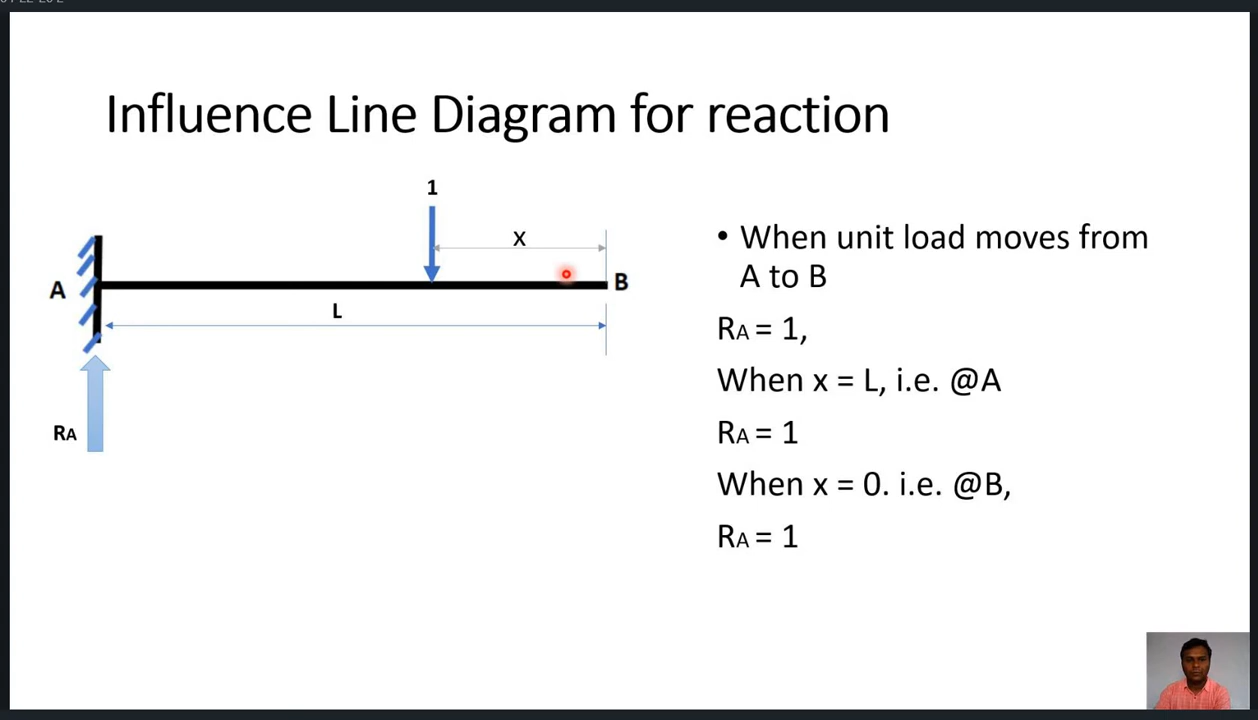 Influence Line Diagram for reaction
1
X
A
B
L
RA
• When unit load moves from
A to B
RA = 1,
When x = L, i.e. @A
RA = 1
When x = 0. i.e. @B,
RA = 1